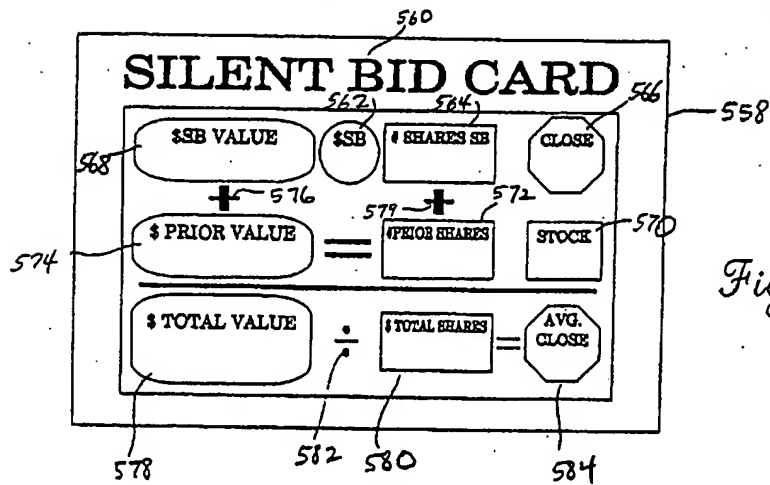 560
SILENT BID CARD
562 564 566
558
$SB VALUE $SB # SHARES SB CLOSE
568
+ 576 579 + 572 570
$ PRIOR VALUE = #PRIOR SHARES STOCK
574
Fig
$ TOTAL VALUE ÷ $ TOTAL SHARES = AVG. CLOSE
578 582 580 584